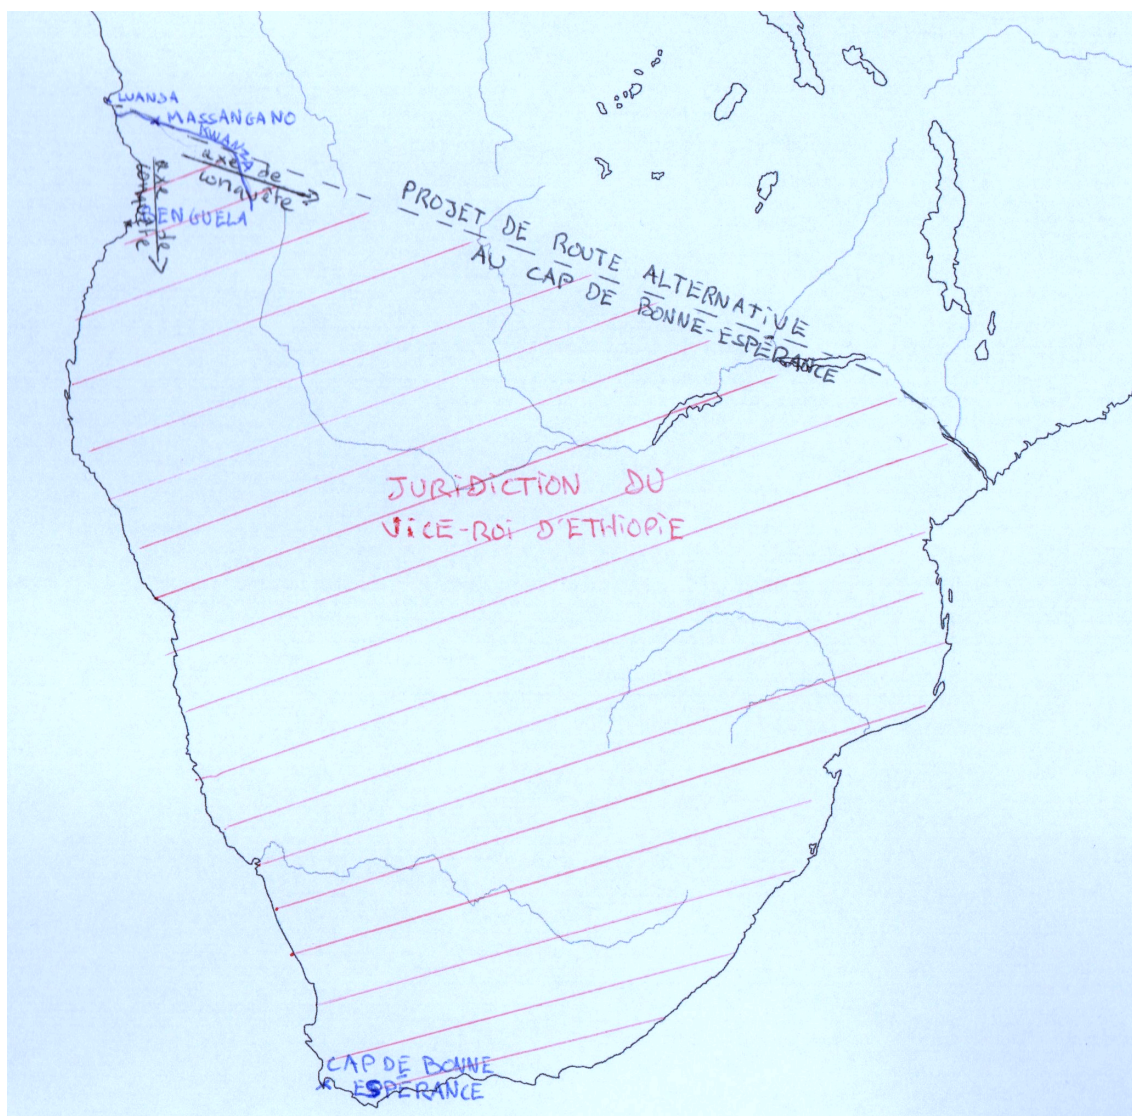 LUANDA
MASSANGANO
KWANZA
axe de
conquête
axe de
conquête
BENGUELA
PROJET DE ROUTE ALTERNATIVE
AU CAP DE BONNE-ESPÉRANCE
JURIDICTION DU
VICE-ROI D'ETHIOPIE
CAP DE BONNE
ESPÉRANCE